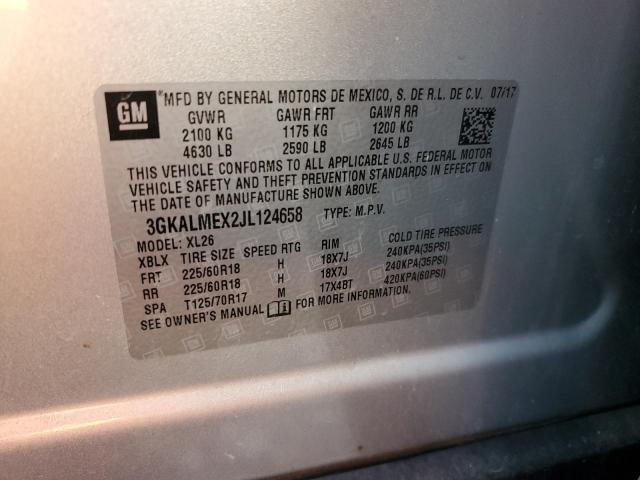 GM
*MFD BY GENERAL MOTORS DE MEXICO, S. DE R.L. DE C.V. 07/17
GVWR GAWR FRT GAWR RR
2100 KG 1175 KG 1200 KG
4630 LB 2590 LB 2645 LB
THIS VEHICLE CONFORMS TO ALL APPLICABLE U.S. FEDERAL MOTOR
VEHICLE SAFETY AND THEFT PREVENTION STANDARDS IN EFFECT ON
THE DATE OF MANUFACTURE SHOWN ABOVE.
3GKALMEX2JL124658 TYPE: M.P.V.
MODEL: XL26
XBLX TIRE SIZE SPEED RTG RIM COLD TIRE PRESSURE
FRT 225/60R18 H 18X7J 240KPA(35PSI)
RR 225/60R18 H 18X7J 240KPA(35PSI)
SPA T125/70R17 M 17X4BT 420KPA(60PSI)
SEE OWNER'S MANUAL FOR MORE INFORMATION.